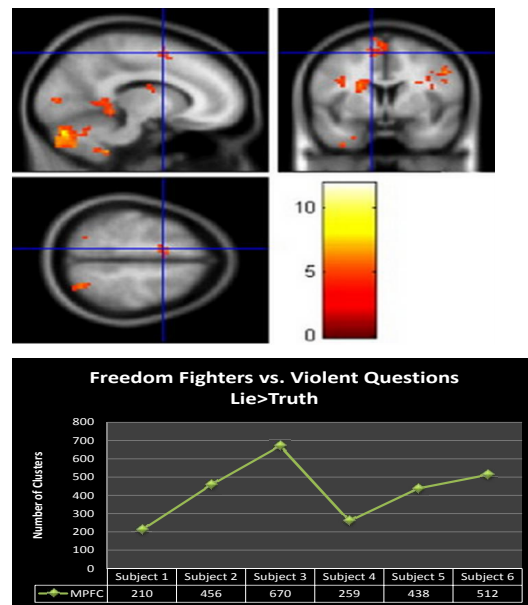 10
5
0
Freedom Fighters vs. Violent Questions
Lie>Truth
Number of Clusters
800
700
600
500
400
300
200
100
0
Subject 1 Subject 2 Subject 3 Subject 4 Subject 5 Subject 6
MPFC 210 456 670 259 438 512